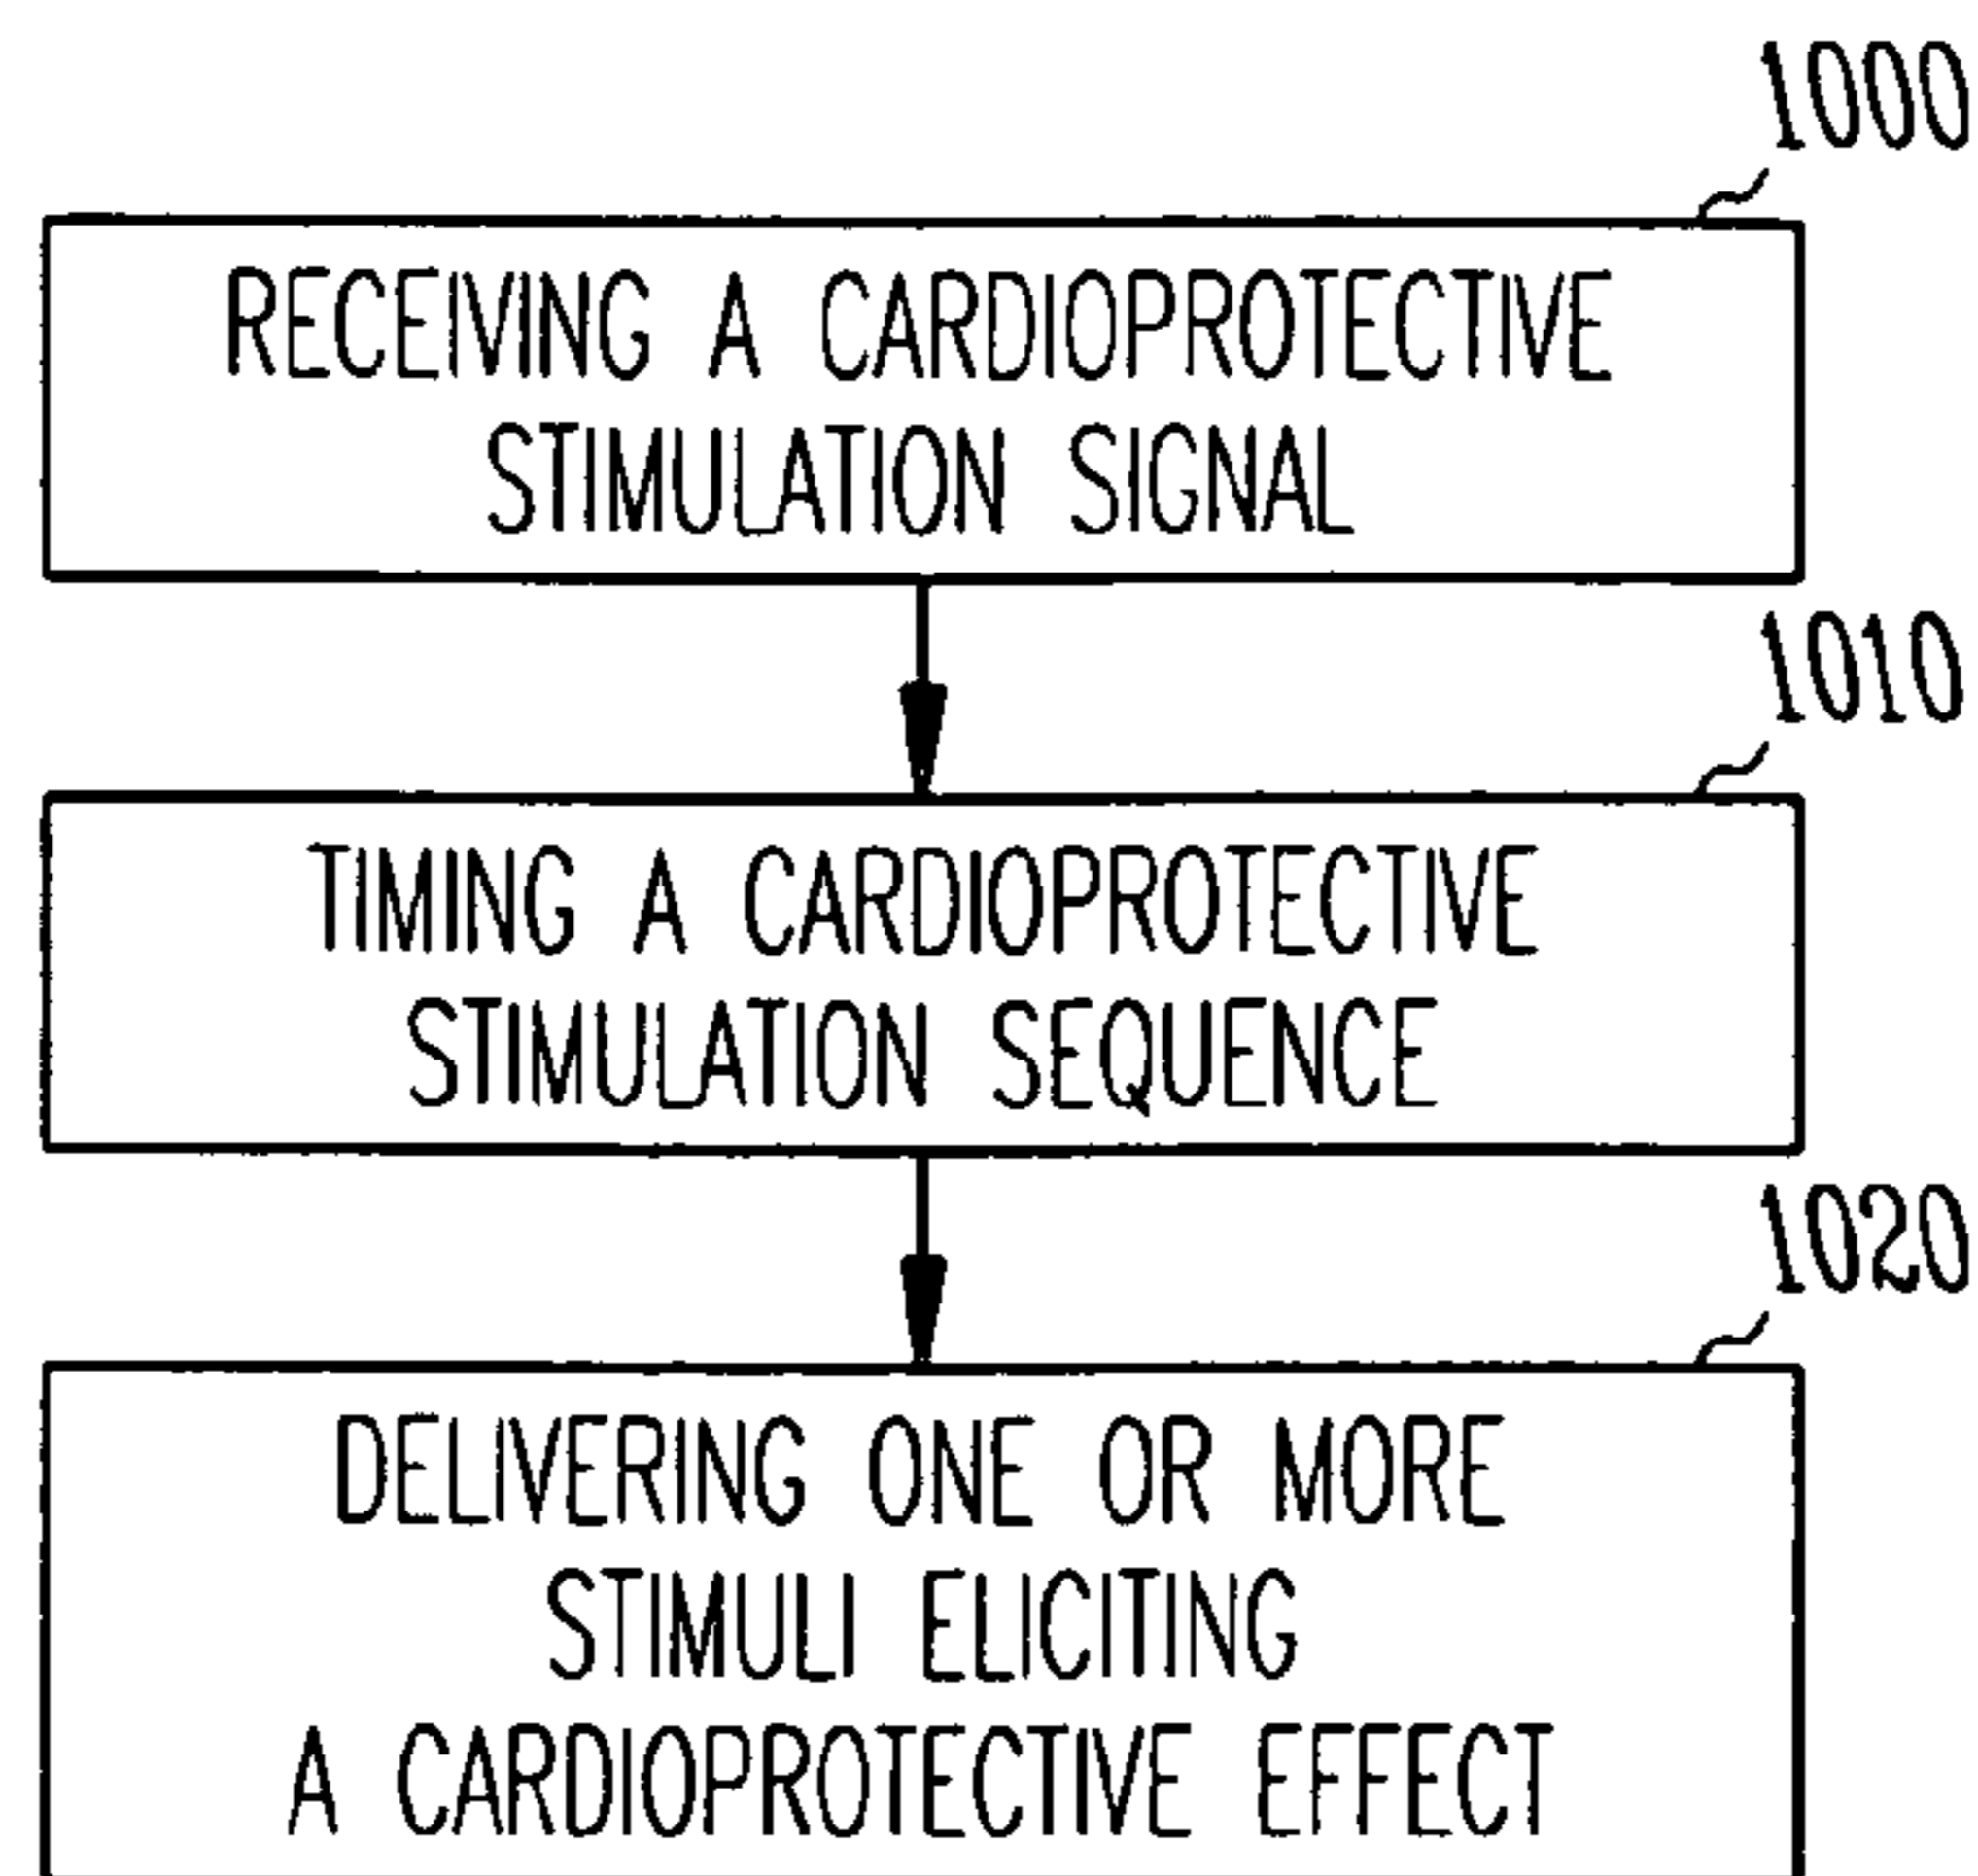 1000
RECEIVING A CARDIOPROTECTIVE
STIMULATION SIGNAL
1010
TIMING A CARDIOPROTECTIVE
STIMULATION SEQUENCE
1020
DELIVERING ONE OR MORE
STIMULI ELICITING
A CARDIOPROTECTIVE EFFECT